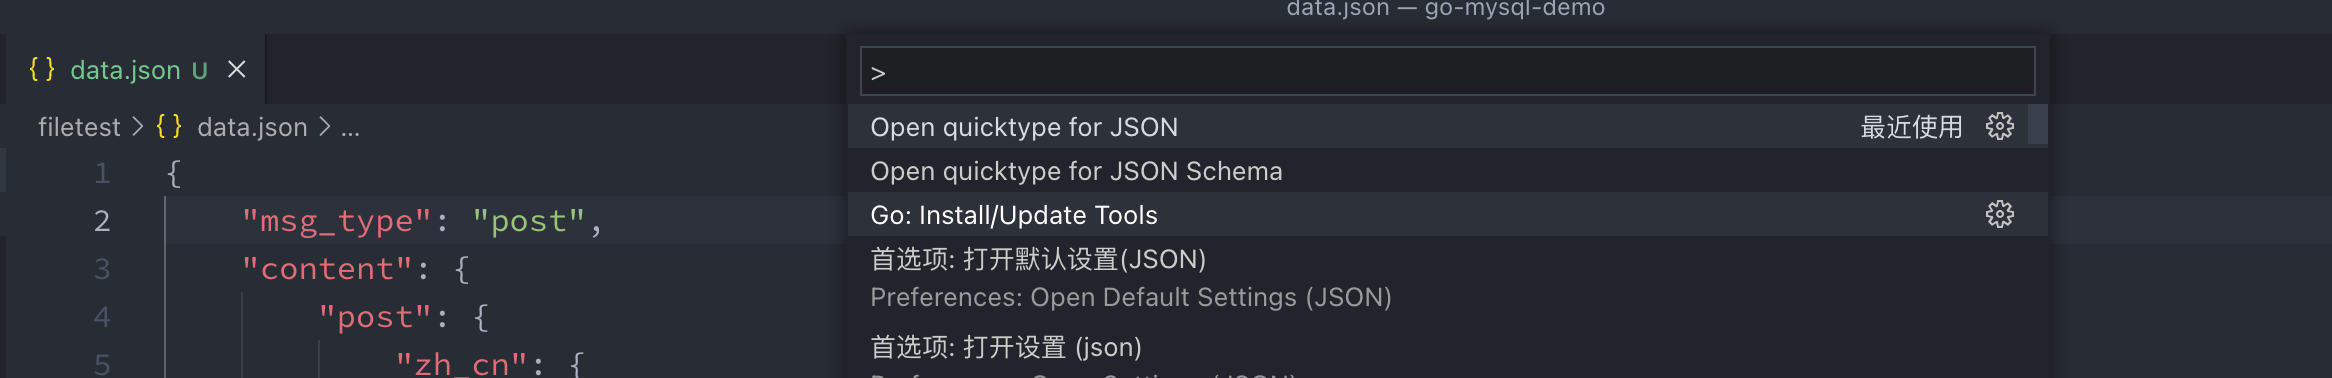 data.json — go-mysql-demo
{} data.json U ×
filetest > {} data.json > ...
1 {
2 "msg_type": "post",
3 "content": {
4 "post": {
5 "zh_cn": {
>
Open quicktype for JSON 最近使用
Open quicktype for JSON Schema
Go: Install/Update Tools
首选项: 打开默认设置(JSON)
Preferences: Open Default Settings (JSON)
首选项: 打开设置 (json)